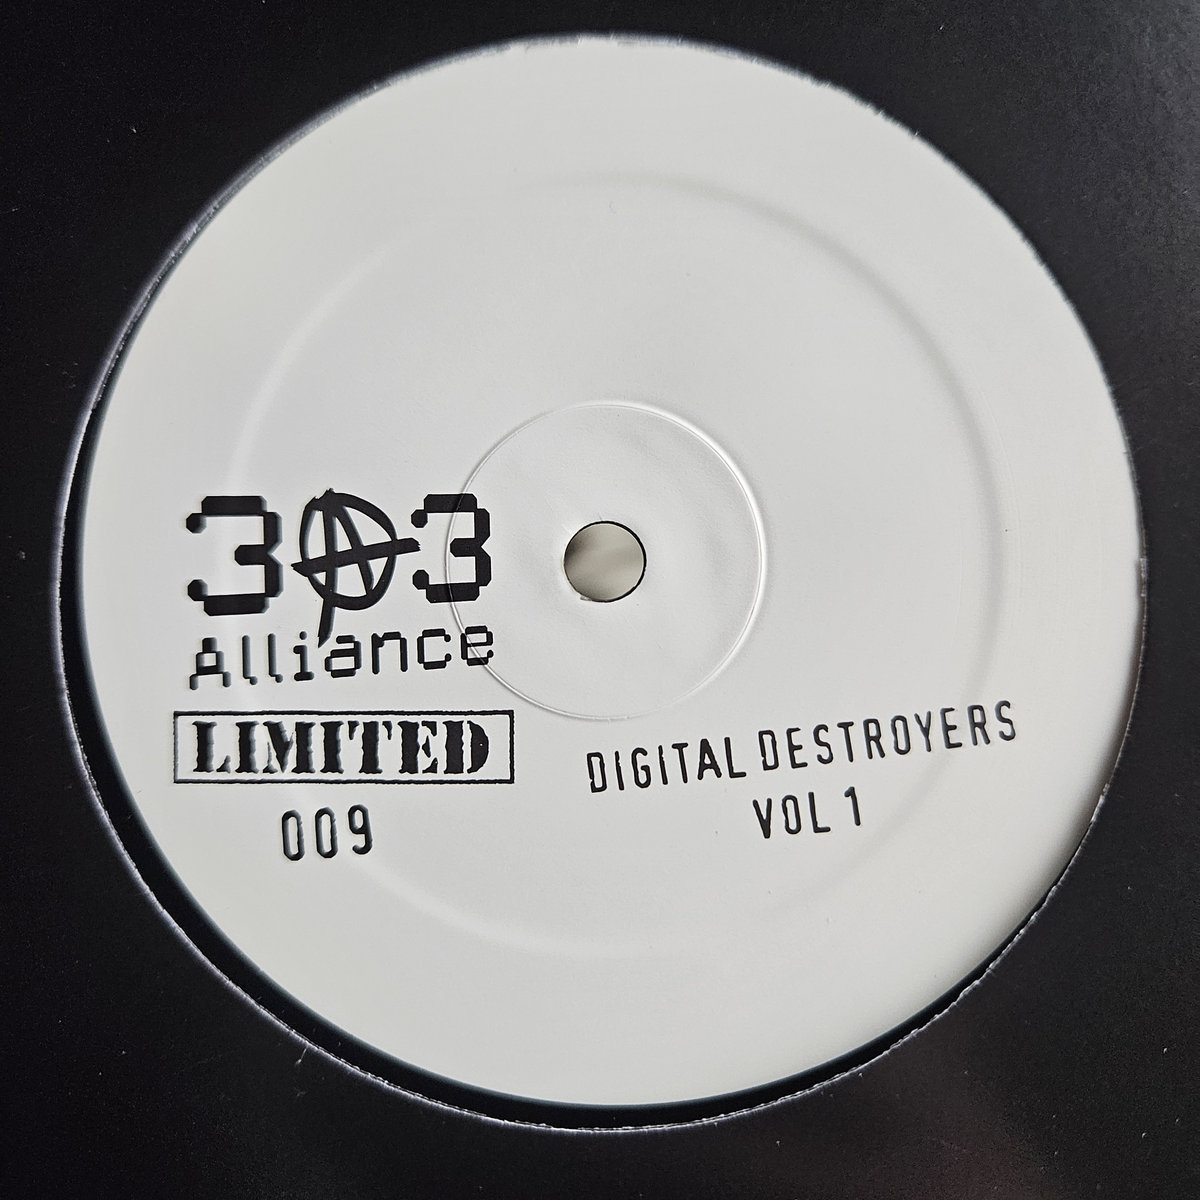 3Ⓐ3
Alliance
LIMITED
009
DIGITAL DESTROYERS
VOL 1